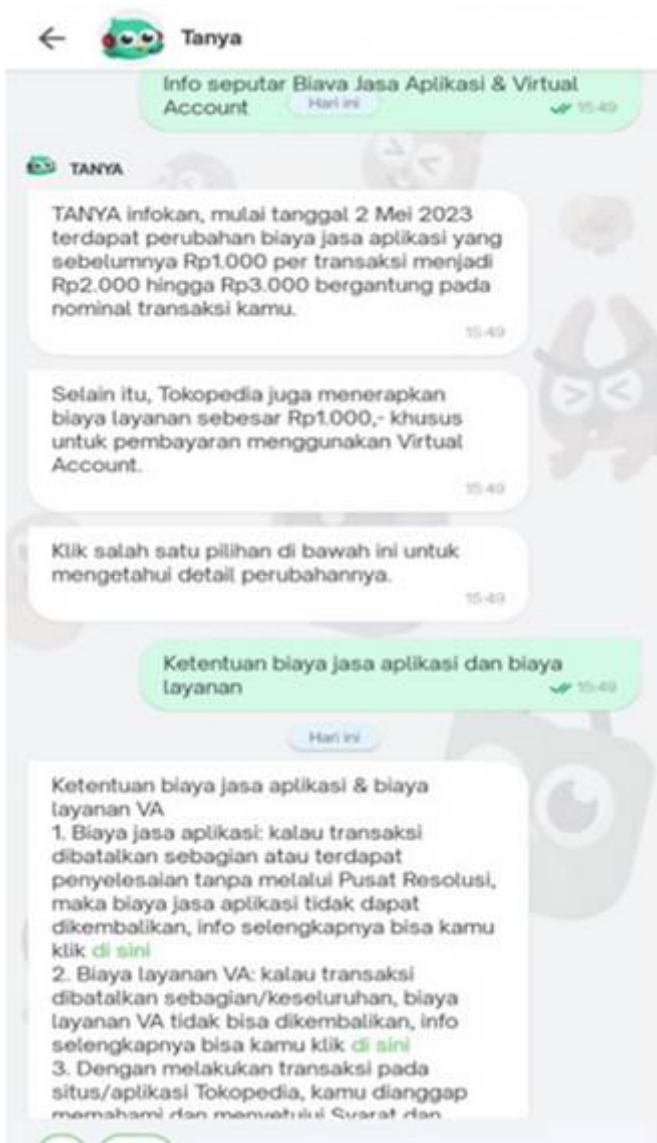 Tanya
Info seputar Biaya Jasa Aplikasi & Virtual
Account
Hari ini
15:49
TANYA
TANYA infokan, mulai tanggal 2 Mei 2023
terdapat perubahan biaya jasa aplikasi yang
sebelumnya Rp1.000 per transaksi menjadi
Rp2.000 hingga Rp3.000 bergantung pada
nominal transaksi kamu.
15:49
Selain itu, Tokopedia juga menerapkan
biaya layanan sebesar Rp1.000,- khusus
untuk pembayaran menggunakan Virtual
Account.
15:49
Klik salah satu pilihan di bawah ini untuk
mengetahui detail perubahannya.
15:49
Ketentuan biaya jasa aplikasi dan biaya
layanan
15:49
Hari ini
Ketentuan biaya jasa aplikasi & biaya
layanan VA
1. Biaya jasa aplikasi: kalau transaksi
dibatalkan sebagian atau terdapat
penyelesaian tanpa melalui Pusat Resolusi,
maka biaya jasa aplikasi tidak dapat
dikembalikan, info selengkapnya bisa kamu
klik di sini
2. Biaya layanan VA: kalau transaksi
dibatalkan sebagian/keseluruhan, biaya
layanan VA tidak bisa dikembalikan, info
selengkapnya bisa kamu klik di sini
3. Dengan melakukan transaksi pada
situs/aplikasi Tokopedia, kamu dianggap
memahami dan menyetujui Syarat dan